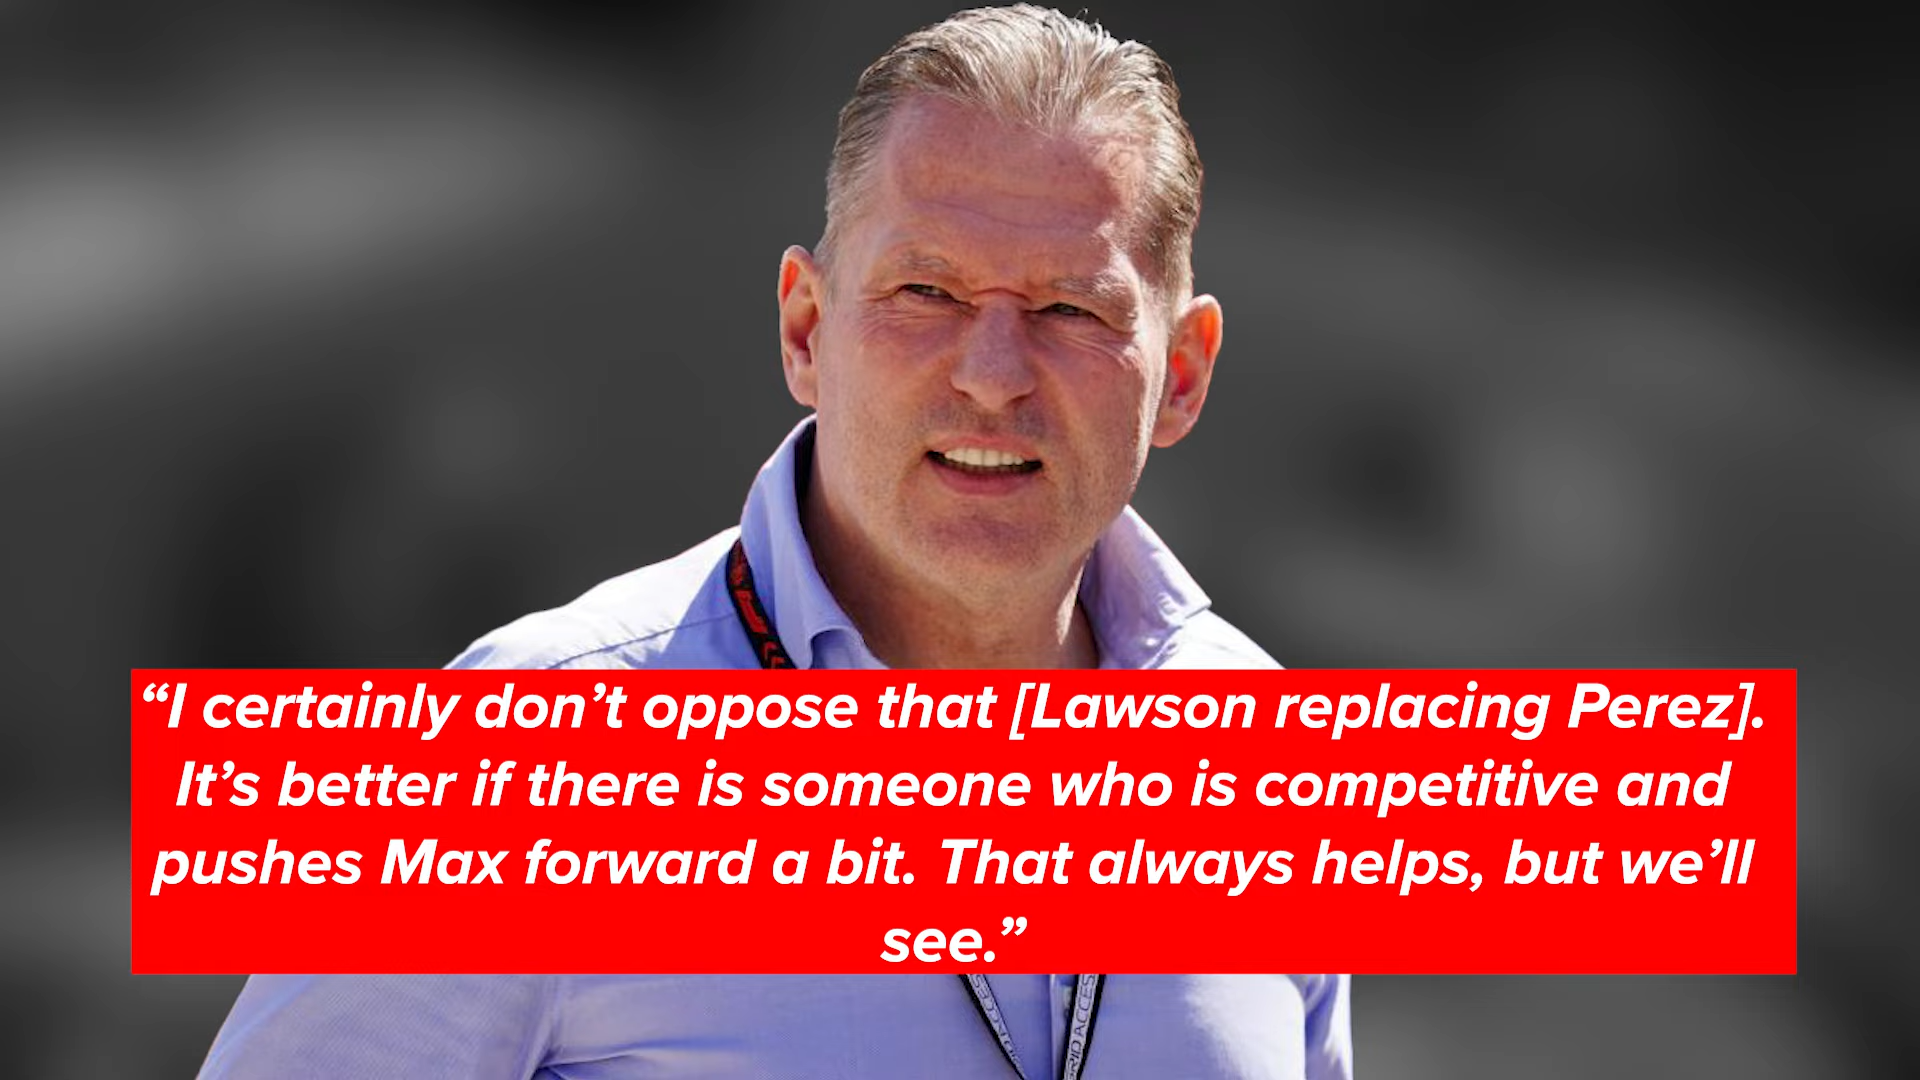 “I certainly don’t oppose that [Lawson replacing Perez].
It’s better if there is someone who is competitive and
pushes Max forward a bit. That always helps, but we’ll
see.”